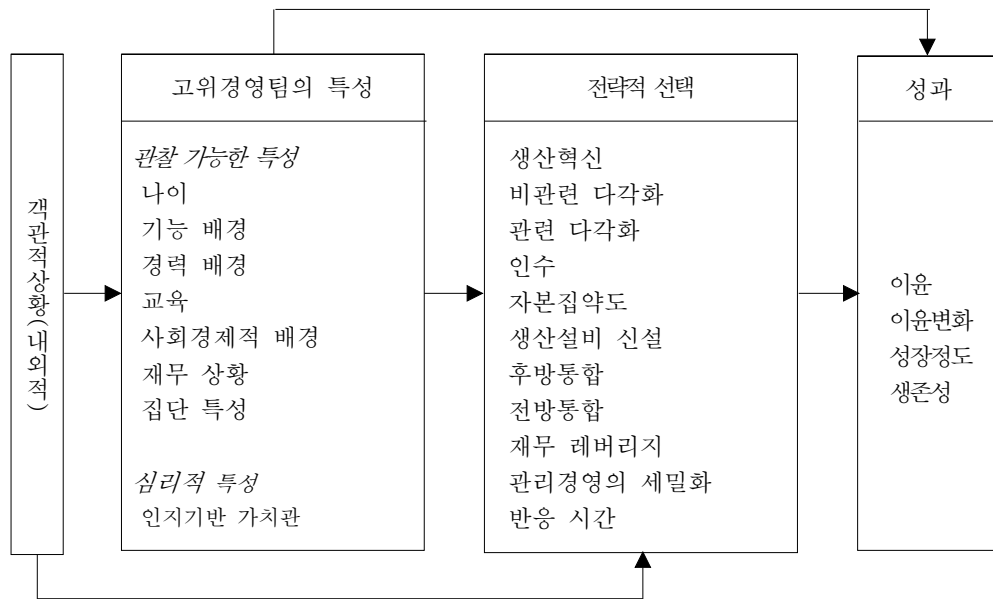 객관적상황(내외적)
고위경영팀의 특성
관찰 가능한 특성
나이
기능 배경
경력 배경
교육
사회경제적 배경
재무 상황
집단 특성
심리적 특성
인지기반 가치관
전략적 선택
생산혁신
비관련 다각화
관련 다각화
인수
자본집약도
생산설비 신설
후방통합
전방통합
재무 레버리지
관리경영의 세밀화
반응 시간
성과
이윤
이윤변화
성장정도
생존성